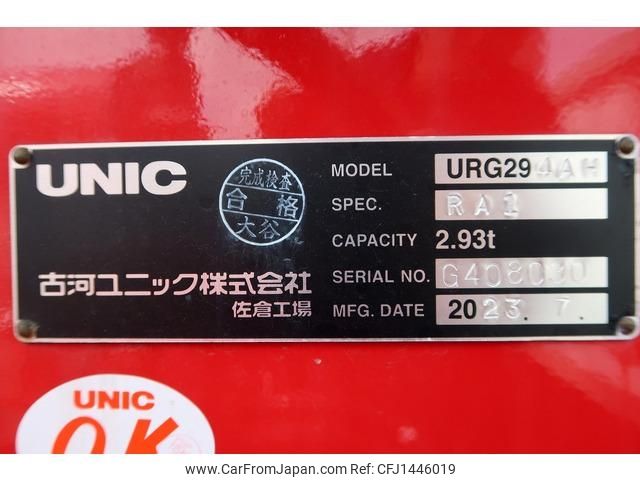 UNIC
完成検査
合格
大谷
MODEL URG294AH
SPEC. RA1
CAPACITY 2.93t
SERIAL NO. G408030
MFG. DATE 2023. 7.
古河ユニック株式会社
佐倉工場
UNIC
OK
www.CarFromJapan.com | ID: CFJ1446019